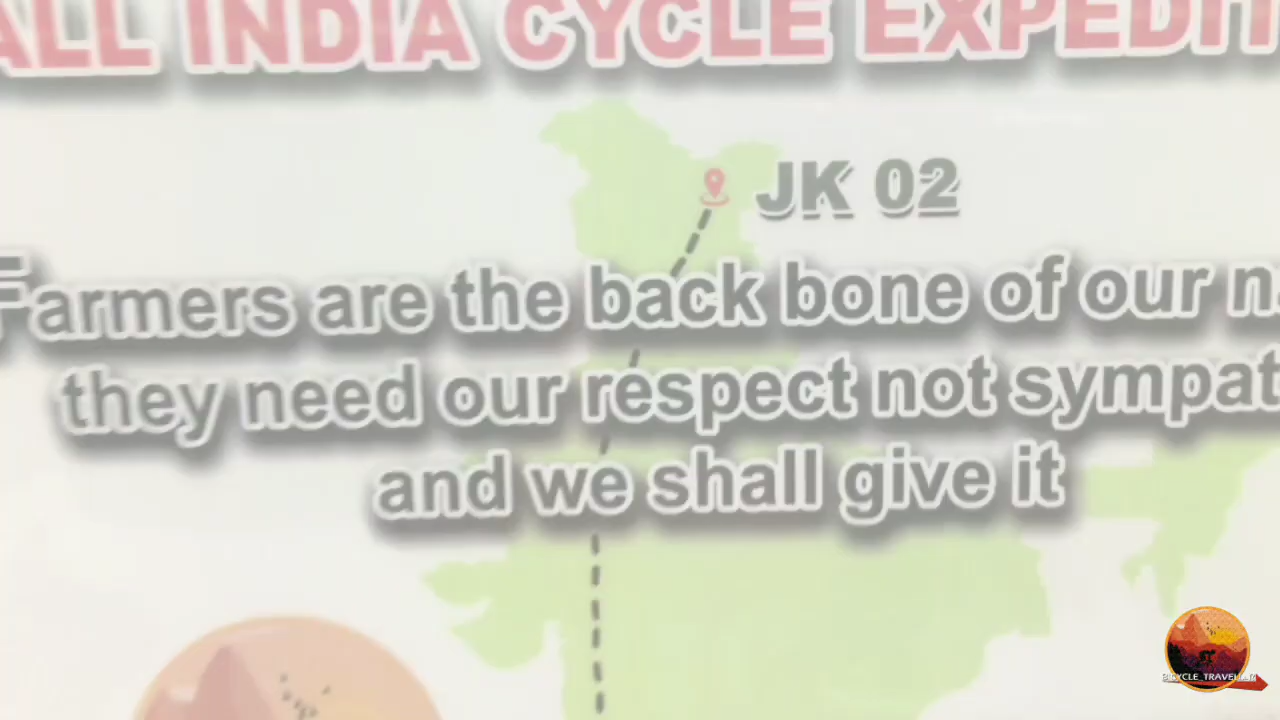 ALL INDIA CYCLE EXPEDIT
JK 02
Farmers are the back bone of our n
they need our respect not sympat
and we shall give it
BICYCLE_TRAVELLER